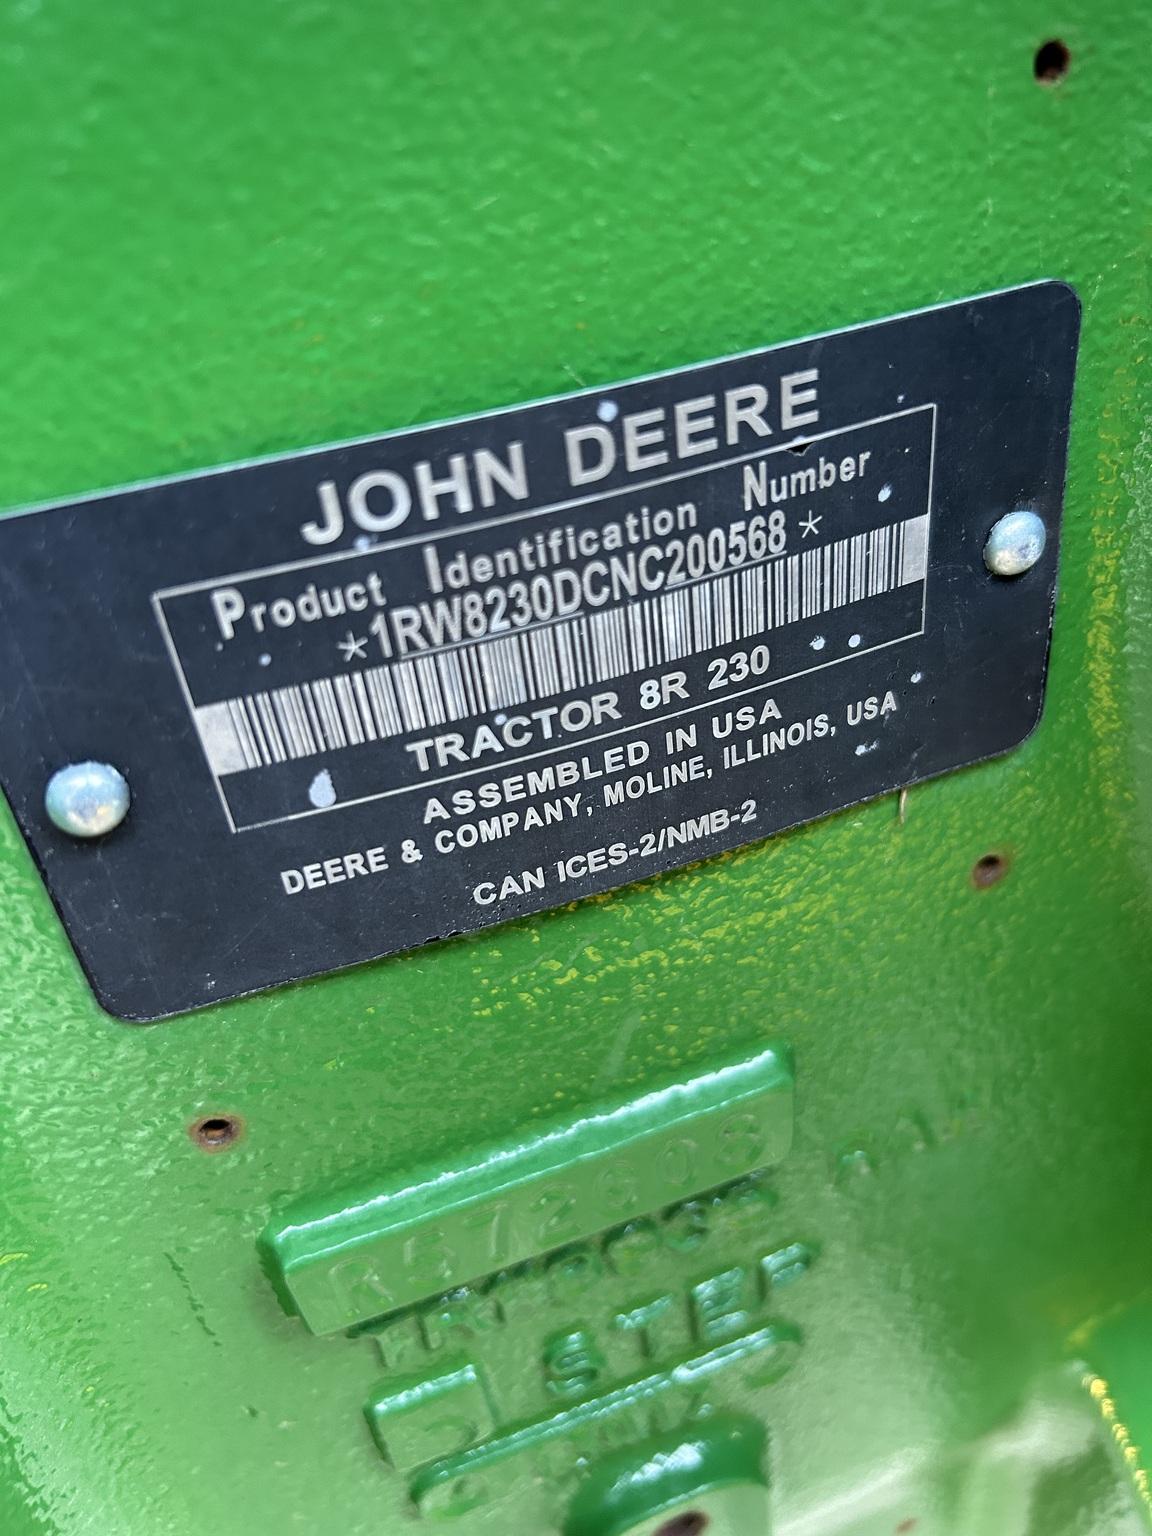 JOHN DEERE
Product Identification Number
*1RW8230DCNC200568*
TRACTOR 8R 230
ASSEMBLED IN USA
DEERE & COMPANY, MOLINE, ILLINOIS, USA
CAN ICES-2/NMB-2
R572608